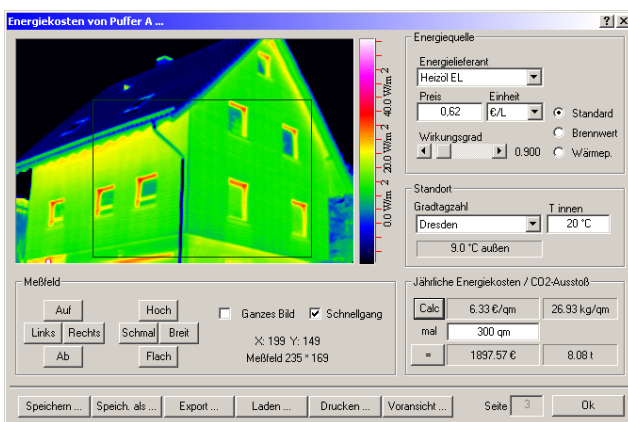 Energiekosten von Puffer A ...
40.0 W/m 2
20.0 W/m 2
0.0 W/m 2
Energiequelle
Energielieferant
Heizöl EL
Preis Einheit
0,62 €/L
Standard
Brennwert
Wärmep.
Wirkungsgrad
0.900
Standort
Gradtagzahl T innen
Dresden 20 °C
9.0 °C außen
Meßfeld
Auf Hoch
Links Rechts Schmal Breit
Ab Flach
Ganzes Bild Schnellgang
X: 199 Y: 149
Meßfeld 235 * 169
Jährliche Energiekosten / CO2-Ausstoß
Calc 6.33 €/qm 26.93 kg/qm
mal 300 qm
= 1897.57 € 8.08 t
Speichern ... Speich. als ... Export ... Laden ... Drucken ... Voransicht ... Seite 3 Ok